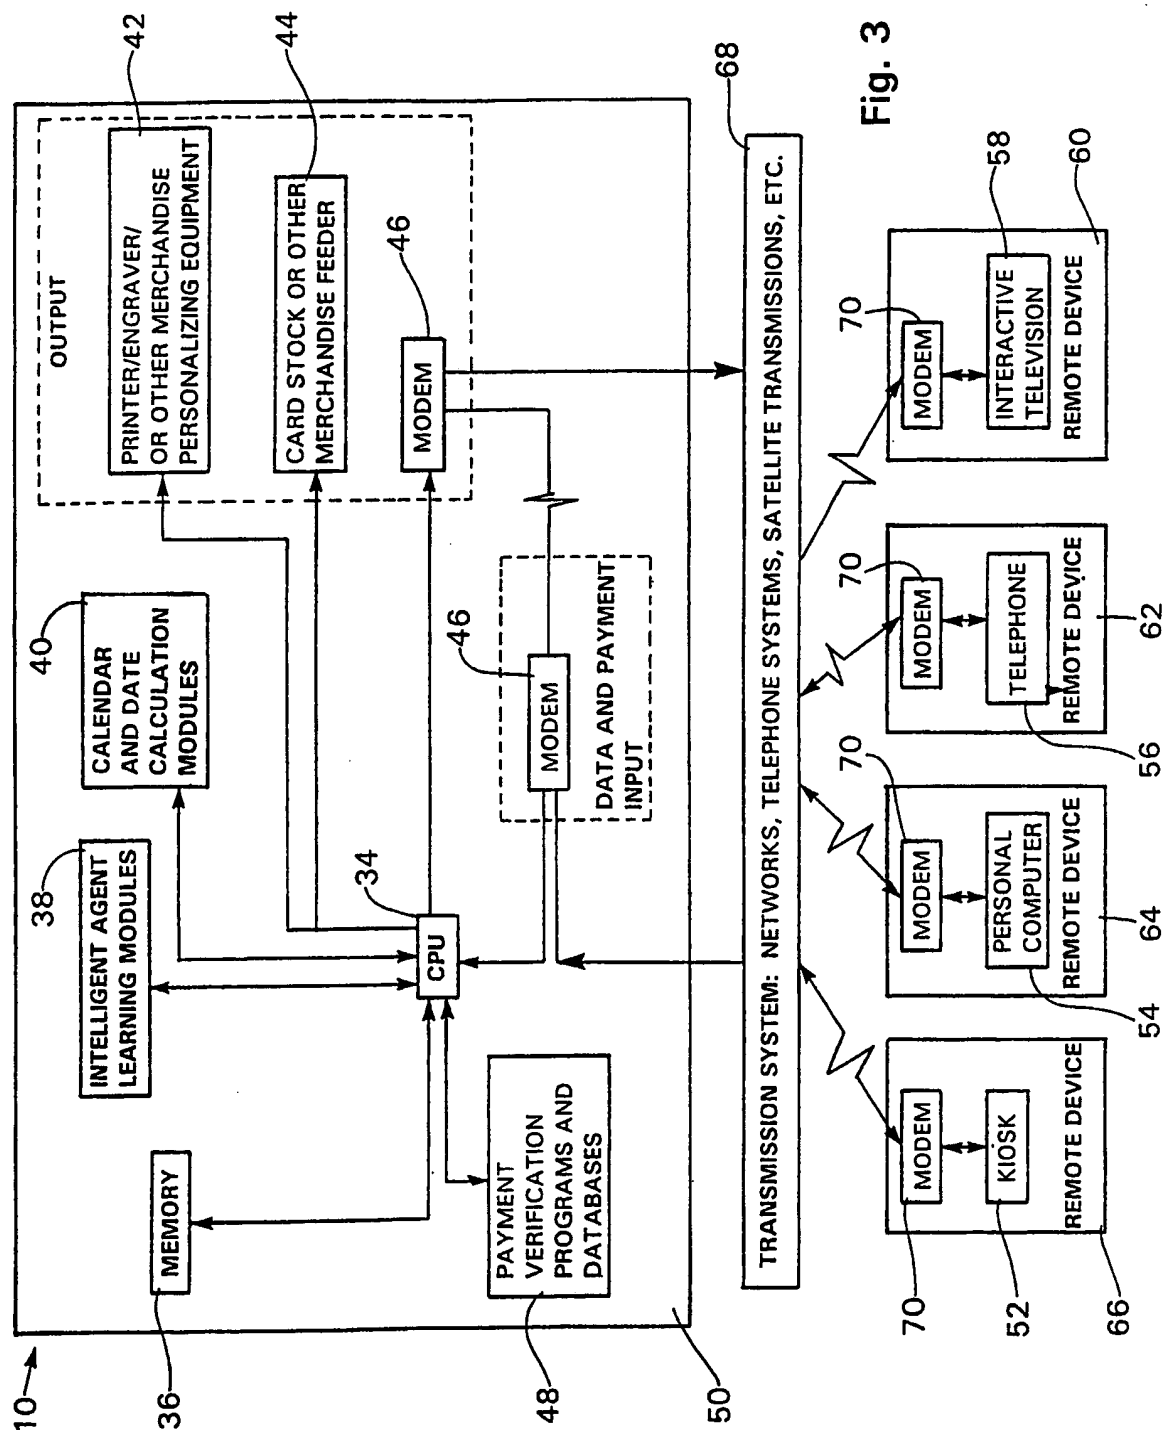 10
36
MEMORY
38
INTELLIGENT AGENT
LEARNING MODULES
40
CALENDAR
AND DATE
CALCULATION
MODULES
OUTPUT
42
PRINTER/ENGRAVER/
OR OTHER MERCHANDISE
PERSONALIZING EQUIPMENT
44
CARD STOCK OR OTHER
MERCHANDISE FEEDER
46
MODEM
34
CPU
48
PAYMENT
VERIFICATION
PROGRAMS AND
DATABASES
46
MODEM
DATA AND PAYMENT
INPUT
50
68
TRANSMISSION SYSTEM: NETWORKS, TELEPHONE SYSTEMS, SATELLITE TRANSMISSIONS, ETC.
70
MODEM
52
KIOSK
REMOTE DEVICE
66
70
MODEM
54
PERSONAL
COMPUTER
REMOTE DEVICE
64
70
MODEM
56
TELEPHONE
REMOTE DEVICE
62
70
MODEM
58
INTERACTIVE
TELEVISION
REMOTE DEVICE
60
Fig. 3